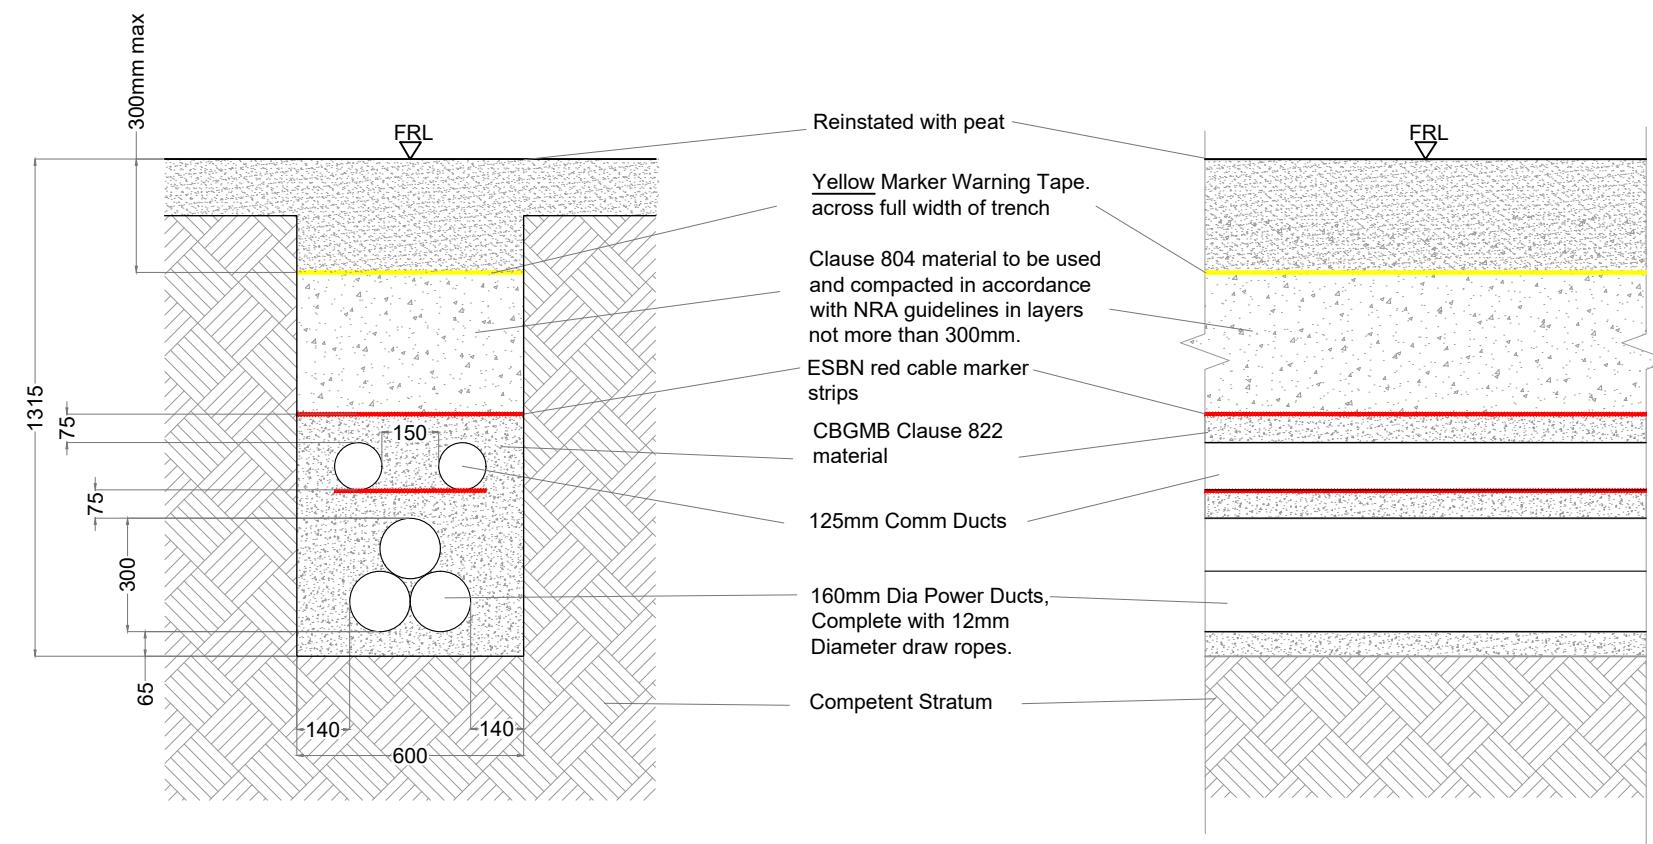 300mm max
FRL
1315
75
150
75
300
65
140
140
600
Reinstated with peat
Yellow Marker Warning Tape.
across full width of trench
Clause 804 material to be used
and compacted in accordance
with NRA guidelines in layers
not more than 300mm.
ESBN red cable marker
strips
CBGMB Clause 822
material
125mm Comm Ducts
160mm Dia Power Ducts,
Complete with 12mm
Diameter draw ropes.
Competent Stratum
FRL